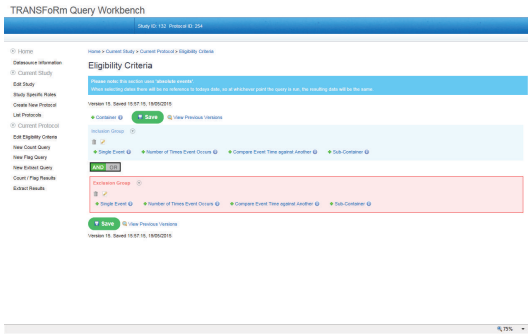 TRANSFoRm Query Workbench
Study ID: 152 Protocol ID: 254
Home
Datasource Information
Current Study
Edit Study
Study Specific Roles
Create New Protocol
List Protocols
Current Protocol
Edit Eligibility Criteria
New Count Query
New Flag Query
New Extract Query
Count / Flag Results
Extract Results
Home > Current Study > Current Protocol > Eligibility Criteria
Eligibility Criteria
Please note: this section uses 'absolute events'
When selecting dates there will be no reference to todays date, so at whichever point the query is run, the resulting data will be the same.
Version 15. Saved 15:57:15, 19/05/2015
Container Save View Previous Versions
Inclusion Group
Single Event Number of Times Event Occurs Compare Event Time against Another Sub-Container
AND OR
Exclusion Group
Single Event Number of Times Event Occurs Compare Event Time against Another Sub-Container
Save View Previous Versions
Version 15. Saved 15:57:15, 19/05/2015
75%